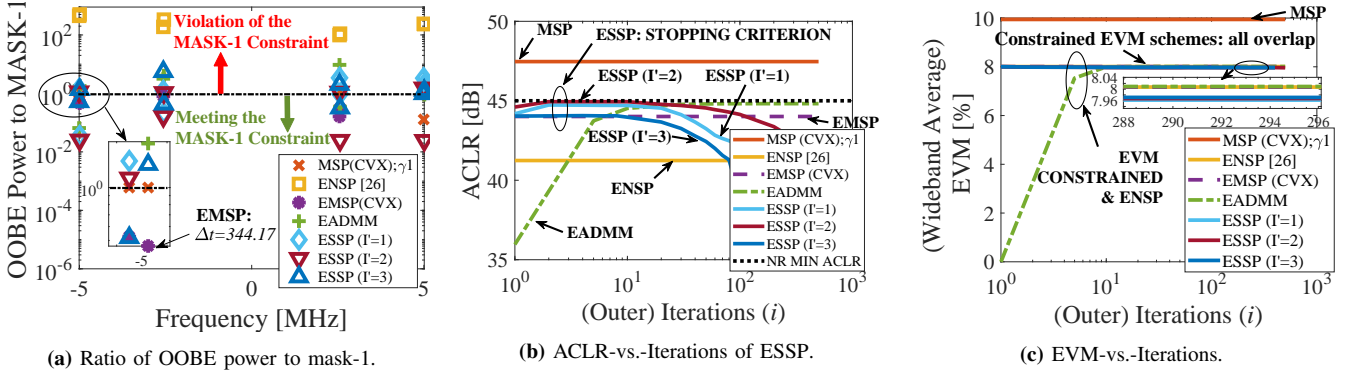 OOBE Power to MASK-1
10^2
10^0
10^-2
10^-4
10^-6
Violation of the
MASK-1 Constraint
Meeting the
MASK-1 Constraint
10^0
-5
EMSP:
Δt=344.17
MSP(CVX);γ1
ENSP [26]
EMSP(CVX)
EADMM
ESSP (I'=1)
ESSP (I'=2)
ESSP (I'=3)
-5
0
5
Frequency [MHz]
(a) Ratio of OOBE power to mask-1.
ACLR [dB]
50
45
40
35
MSP
ESSP: STOPPING CRITERION
ESSP (I'=2)
ESSP (I'=1)
ESSP (I'=3)
EMSP
ENSP
EADMM
MSP (CVX);γ1
ENSP [26]
EMSP (CVX)
EADMM
ESSP (I'=1)
ESSP (I'=2)
ESSP (I'=3)
NR MIN ACLR
10^0
10^1
10^2
10^3
(Outer) Iterations (i)
(b) ACLR-vs.-Iterations of ESSP.
(Wideband Average)
EVM [%]
10
8
6
4
2
0
MSP
Constrained EVM schemes: all overlap
8.04
8
7.96
288
290
292
294
296
EVM
CONSTRAINED
& ENSP
MSP (CVX);γ1
ENSP [26]
EMSP (CVX)
EADMM
ESSP (I'=1)
ESSP (I'=2)
ESSP (I'=3)
10^0
10^1
10^2
10^3
(Outer) Iterations (i)
(c) EVM-vs.-Iterations.